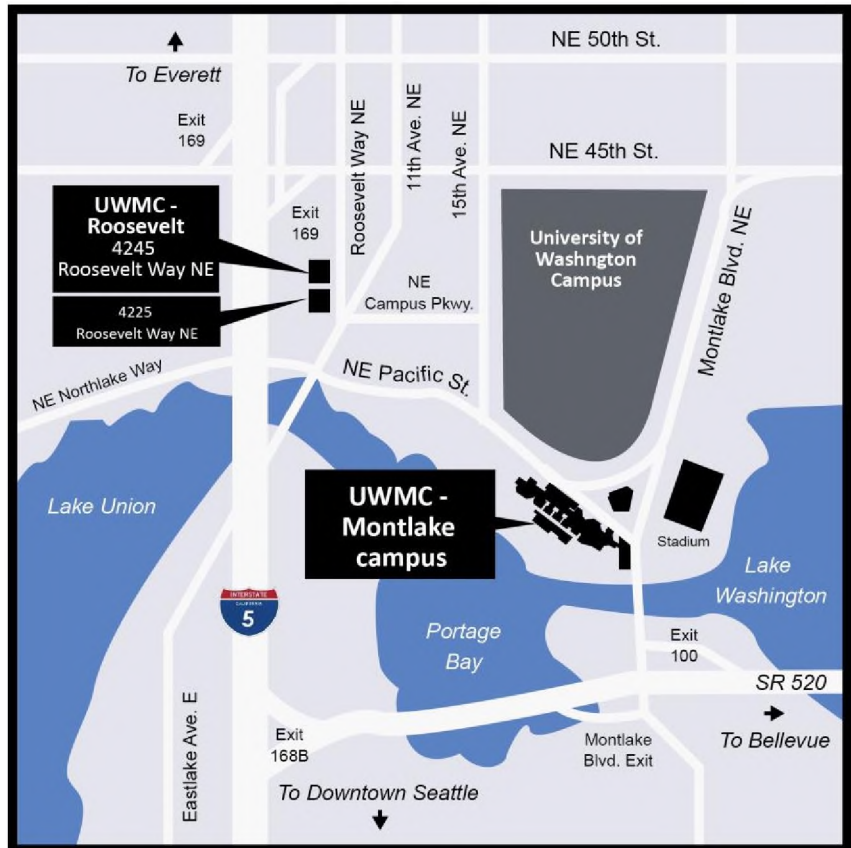 NE 50th St.
To Everett
Exit
169
Roosevelt Way NE
11th Ave. NE
15th Ave. NE
NE 45th St.
UWMC -
Roosevelt
4245
Roosevelt Way NE
Exit
169
4225
Roosevelt Way NE
NE
Campus Pkwy.
University of
Washngton
Campus
Montlake Blvd. NE
NE Northlake Way
NE Pacific St.
Lake Union
UWMC -
Montlake
campus
Stadium
Lake
Washington
INTERSTATE
CALIFORNIA
5
Portage
Bay
Exit
100
SR 520
To Bellevue
Eastlake Ave. E
Exit
168B
Montlake
Blvd. Exit
To Downtown Seattle